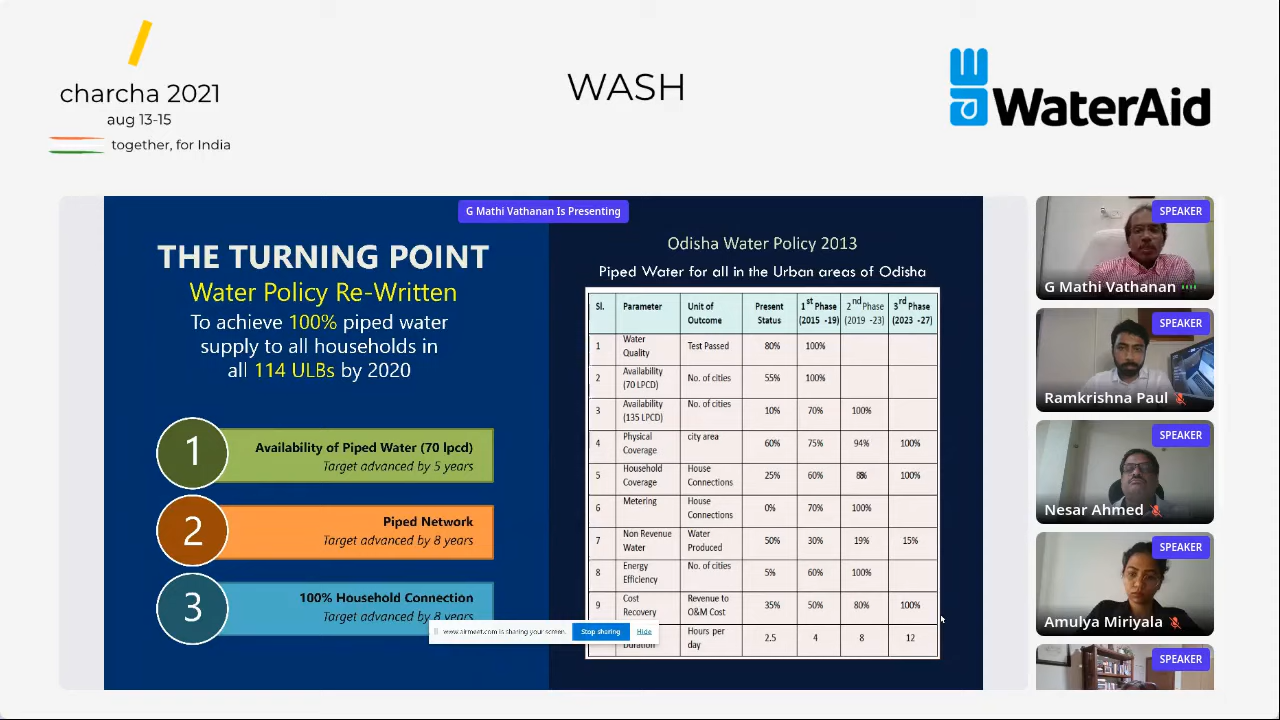 charcha 2021
aug 13-15
together, for India
WASH
WaterAid
G Mathi Vathanan Is Presenting
THE TURNING POINT
Water Policy Re-Written
To achieve 100% piped water
supply to all households in
all 114 ULBs by 2020
1
Availability of Piped Water (70 lpcd)
Target advanced by 5 years
2
Piped Network
Target advanced by 8 years
3
100% Household Connection
Target advanced by 8 years
Odisha Water Policy 2013
Piped Water for all in the Urban areas of Odisha
Sl. Parameter Unit of Outcome Present Status 1st Phase (2015 -19) 2nd Phase (2019 -23) 3rd Phase (2023 -27)
1 Water Quality Test Passed 80% 100%
2 Availability (70 LPCD) No. of cities 55% 100%
3 Availability (135 LPCD) No. of cities 10% 70% 100%
4 Physical Coverage city area 60% 75% 94% 100%
5 Household Coverage House Connections 25% 60% 100%
6 Metering House Connections 0% 70% 100%
7 Non Revenue Water Water Produced 50% 30% 19% 15%
8 Energy Efficiency No. of cities 5% 60% 100%
9 Cost Recovery Revenue to O&M Cost 35% 50% 80% 100%
Duration Hours per day 2.5 4 8 12
www.airmeet.com is sharing your screen. Stop sharing Hide
SPEAKER
G Mathi Vathanan
SPEAKER
Ramkrishna Paul
SPEAKER
Nesar Ahmed
SPEAKER
Amulya Miriyala
SPEAKER